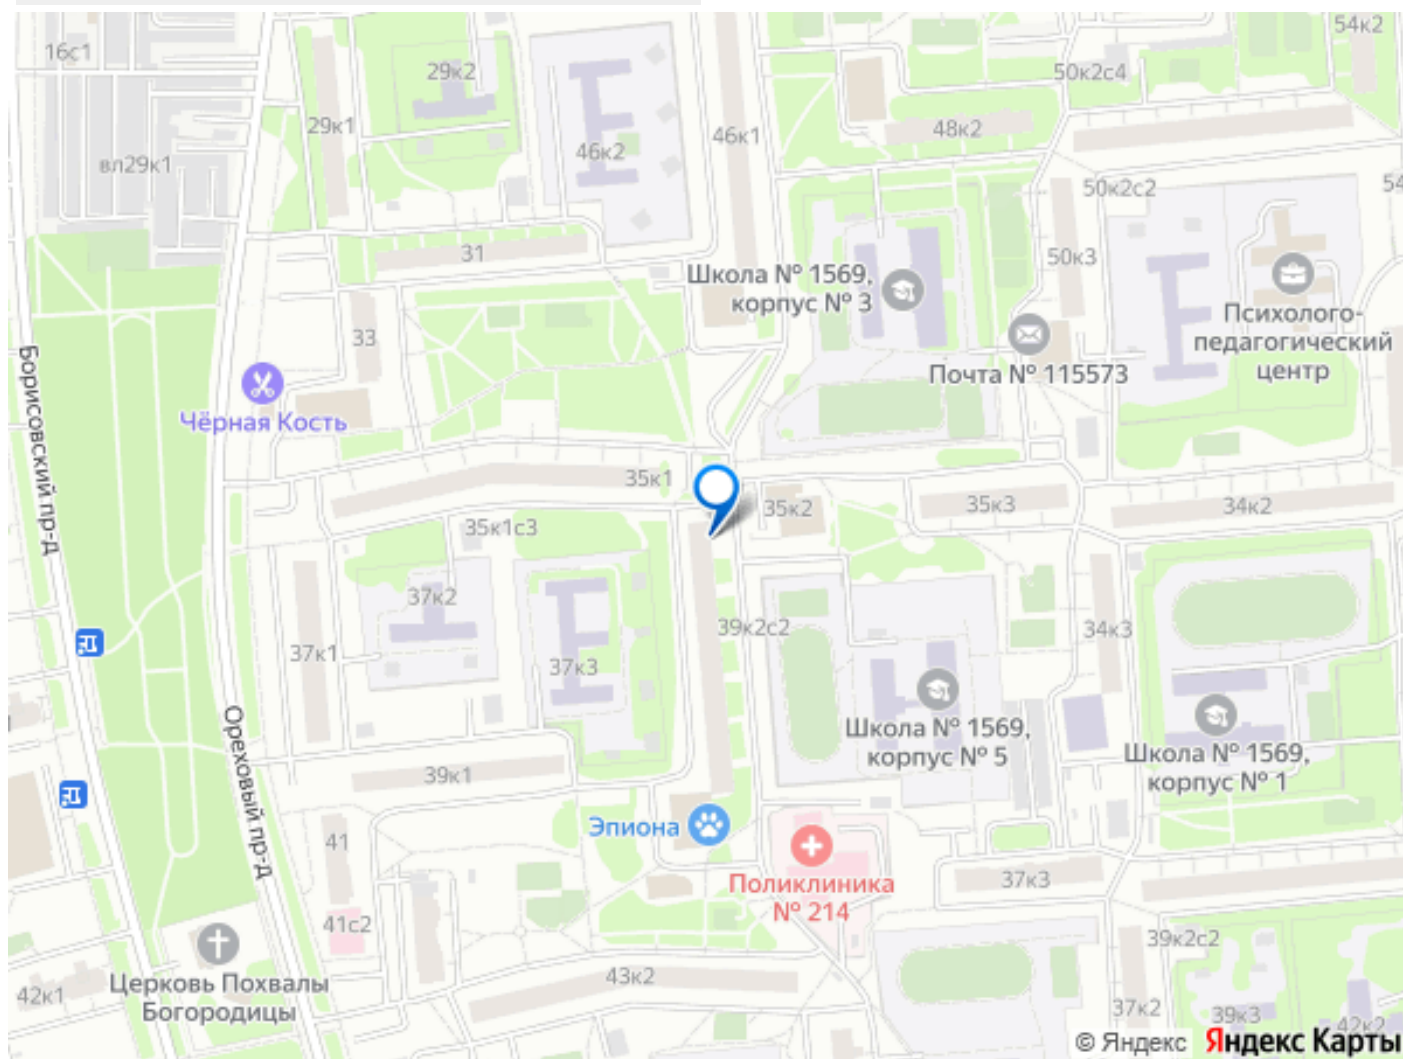 16с1
29к2
54к2
50к2с4
29к1
46к2
46к1
48к2
вл29к1
50к2с2
54
31
50к3
Школа № 1569,
корпус № 3
Психолого-
педагогический
центр
33
Почта № 115573
Чёрная Кость
Борисовский пр-д
35к1
35к2
35к3
34к2
35к1с3
37к2
39к2с2
34к3
37к1
37к3
Школа № 1569,
корпус № 5
Школа № 1569,
корпус № 1
Ореховый пр-д
39к1
Эпиона
41
Поликлиника
№ 214
37к3
41с2
39к2с2
43к2
Церковь Похвалы
Богородицы
42к1
37к2
39к3
42к2
© Яндекс Яндекс Карты